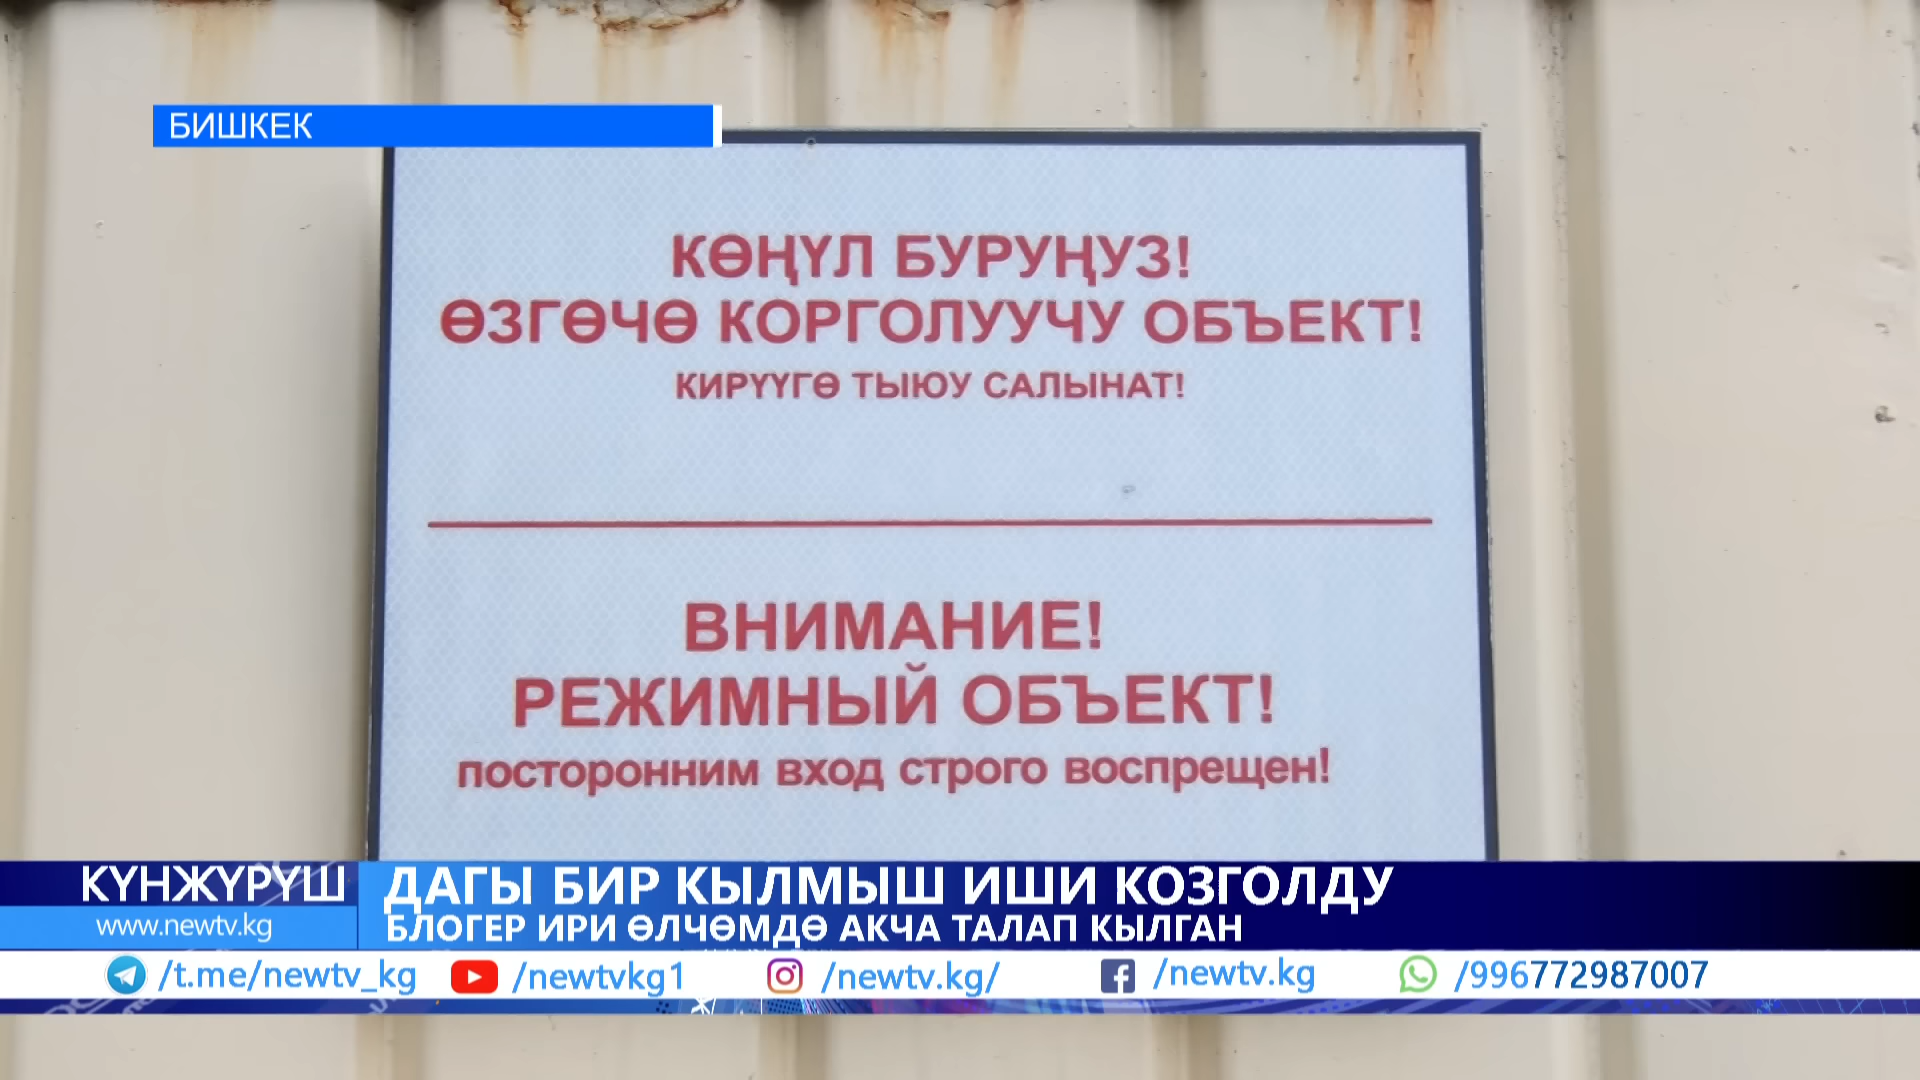 БИШКЕК
КӨҢҮЛ БУРУҢУЗ!
ӨЗГӨЧӨ КОРГОЛУУЧУ ОБЪЕКТ!
КИРҮҮГӨ ТЫЮУ САЛЫНАТ!
ВНИМАНИЕ!
РЕЖИМНЫЙ ОБЪЕКТ!
посторонним вход строго воспрещен!
КҮНЖҮРҮШ
www.newtv.kg
ДАГЫ БИР КЫЛМЫШ ИШИ КОЗГОЛДУ
БЛОГЕР ИРИ ӨЛЧӨМДӨ АКЧА ТАЛАП КЫЛГАН
/t.me/newtv_kg /newtvkg1 /newtv.kg/ /newtv.kg /996772987007